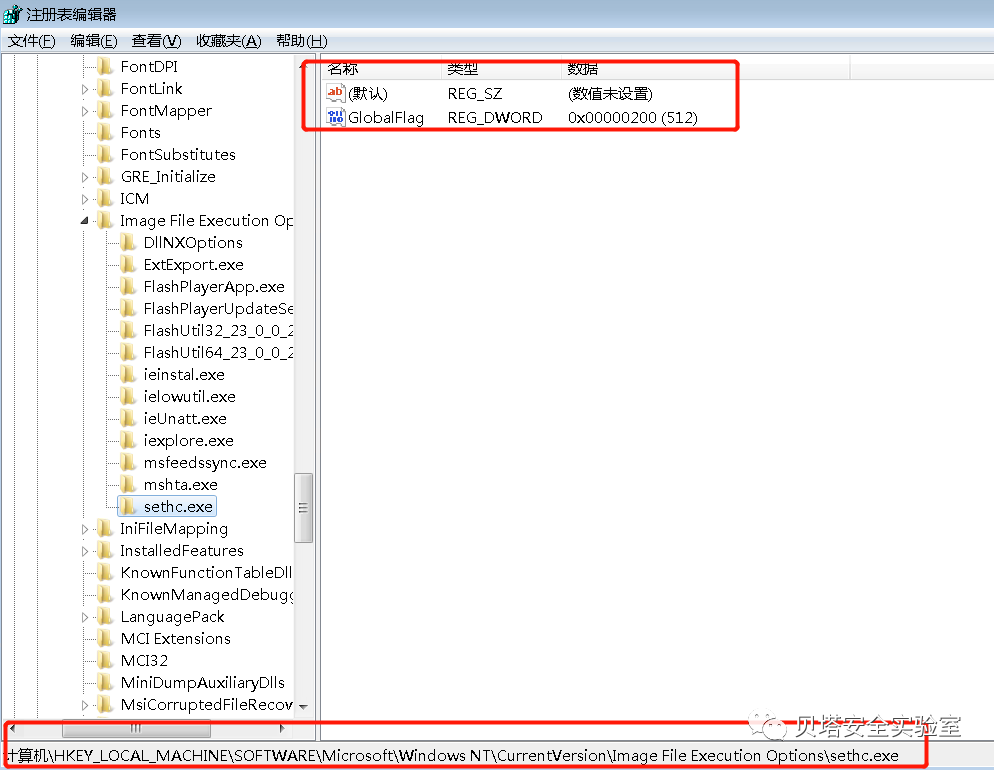 注册表编辑器
文件(F) 编辑(E) 查看(V) 收藏夹(A) 帮助(H)
FontDPI
FontLink
FontMapper
Fonts
FontSubstitutes
GRE_Initialize
ICM
Image File Execution Op
DllNXOptions
ExtExport.exe
FlashPlayerApp.exe
FlashPlayerUpdateSe
FlashUtil32_23_0_0_2
FlashUtil64_23_0_0_2
ieinstal.exe
ielowutil.exe
ieUnatt.exe
iexplore.exe
msfeedssync.exe
mshta.exe
sethc.exe
IniFileMapping
InstalledFeatures
KnownFunctionTableDll
KnownManagedDebugg
LanguagePack
MCI Extensions
MCI32
MiniDumpAuxiliaryDlls
MsiCorruptedFileRecov
名称 类型 数据
(默认) REG_SZ (数值未设置)
GlobalFlag REG_DWORD 0x00000200 (512)
贝塔安全实验室
计算机\HKEY_LOCAL_MACHINE\SOFTWARE\Microsoft\Windows NT\CurrentVersion\Image File Execution Options\sethc.exe